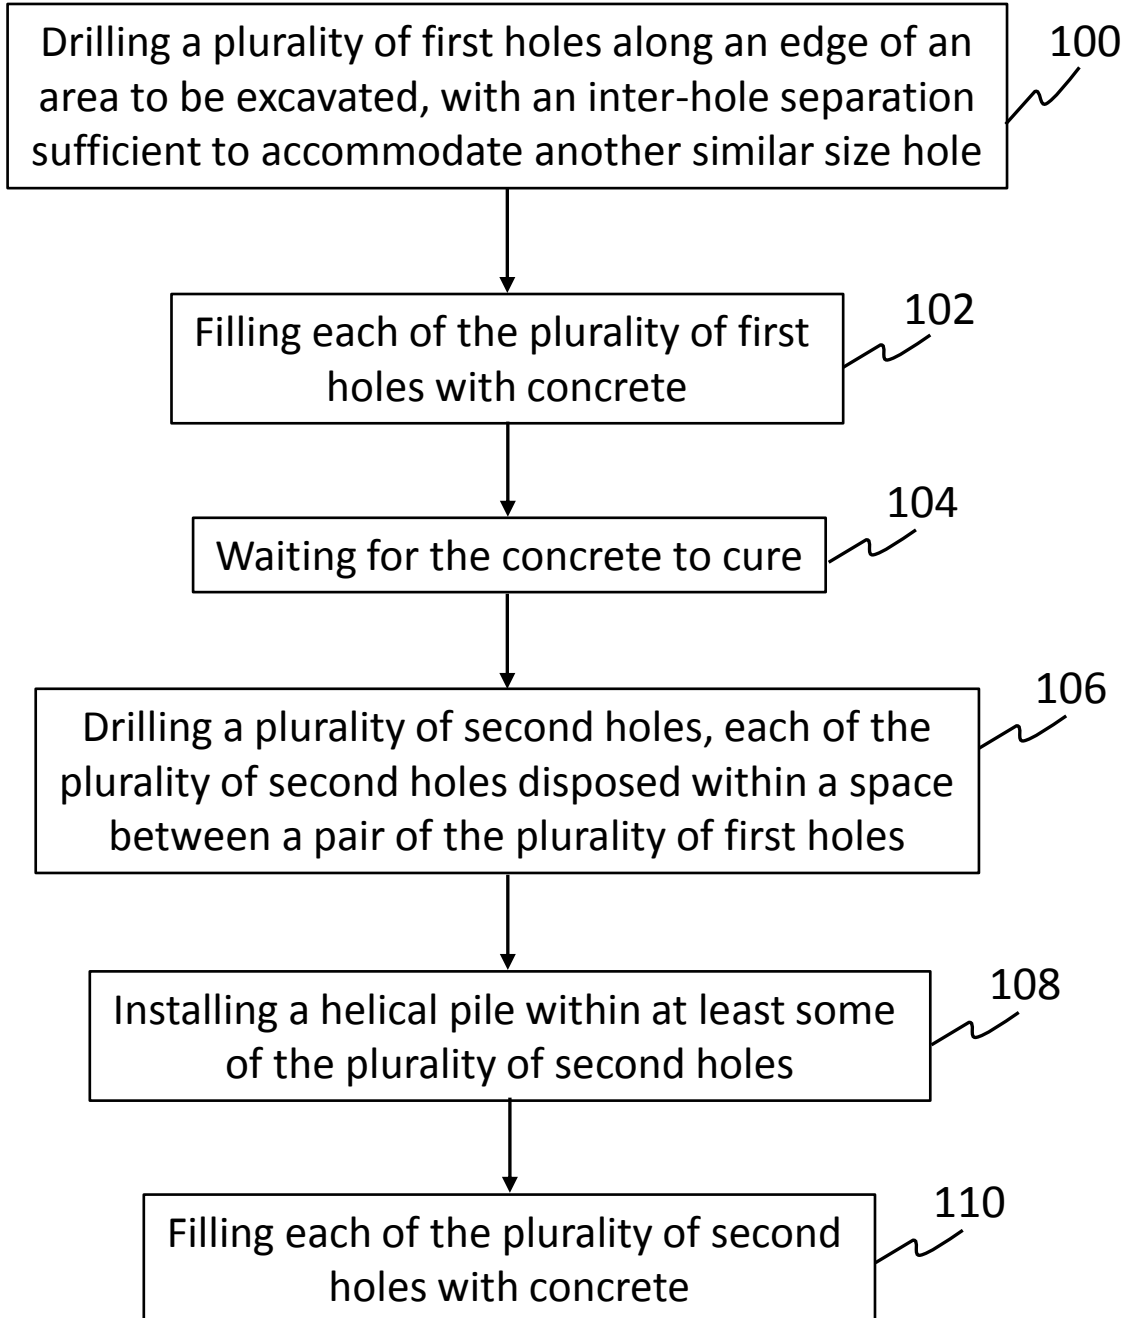 Drilling a plurality of first holes along an edge of an
area to be excavated, with an inter-hole separation
sufficient to accommodate another similar size hole
100
Filling each of the plurality of first
holes with concrete
102
Waiting for the concrete to cure
104
Drilling a plurality of second holes, each of the
plurality of second holes disposed within a space
between a pair of the plurality of first holes
106
Installing a helical pile within at least some
of the plurality of second holes
108
Filling each of the plurality of second
holes with concrete
110